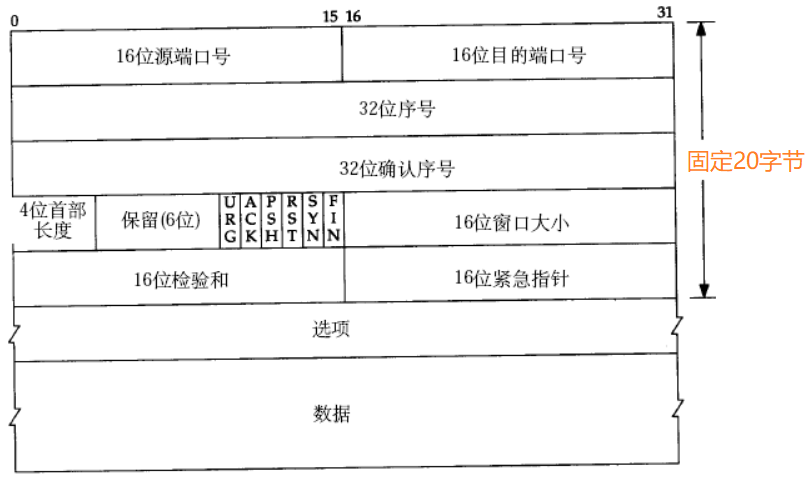 0 15 16 31
16位源端口号 16位目的端口号
32位序号
32位确认序号
固定20字节
4位首部
长度
保留(6位)
URG
ACK
PSH
RST
SYN
FIN
16位窗口大小
16位检验和 16位紧急指针
选项
数据